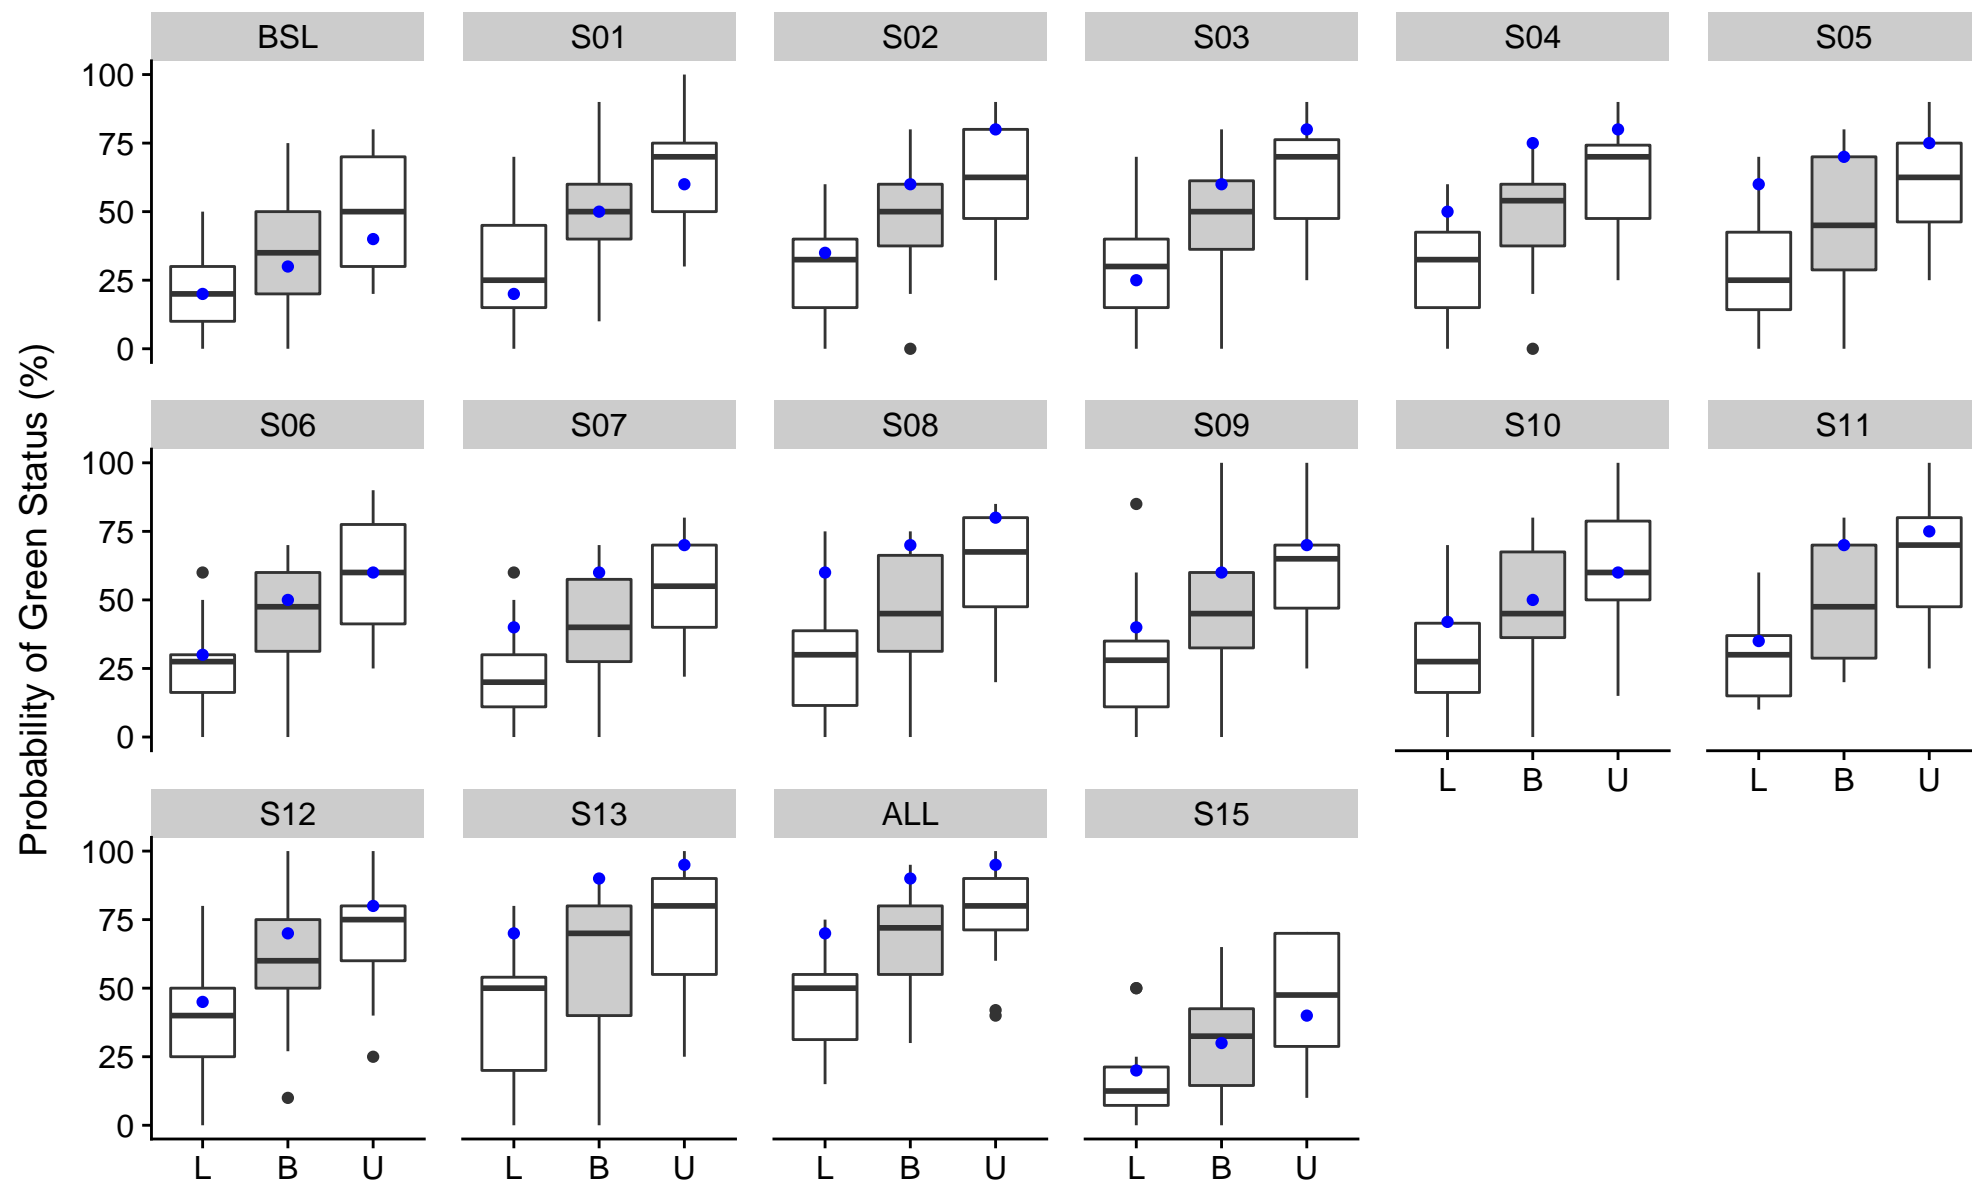 BSL S01 S02 S03 S04 S05
100
75
50
25
0
S06 S07 S08 S09 S10 S11
100
75
50
25
0
L B U L B U
S12 S13 ALL S15
100
75
50
25
0
L B U L B U L B U L B U
Probability of Green Status (%)